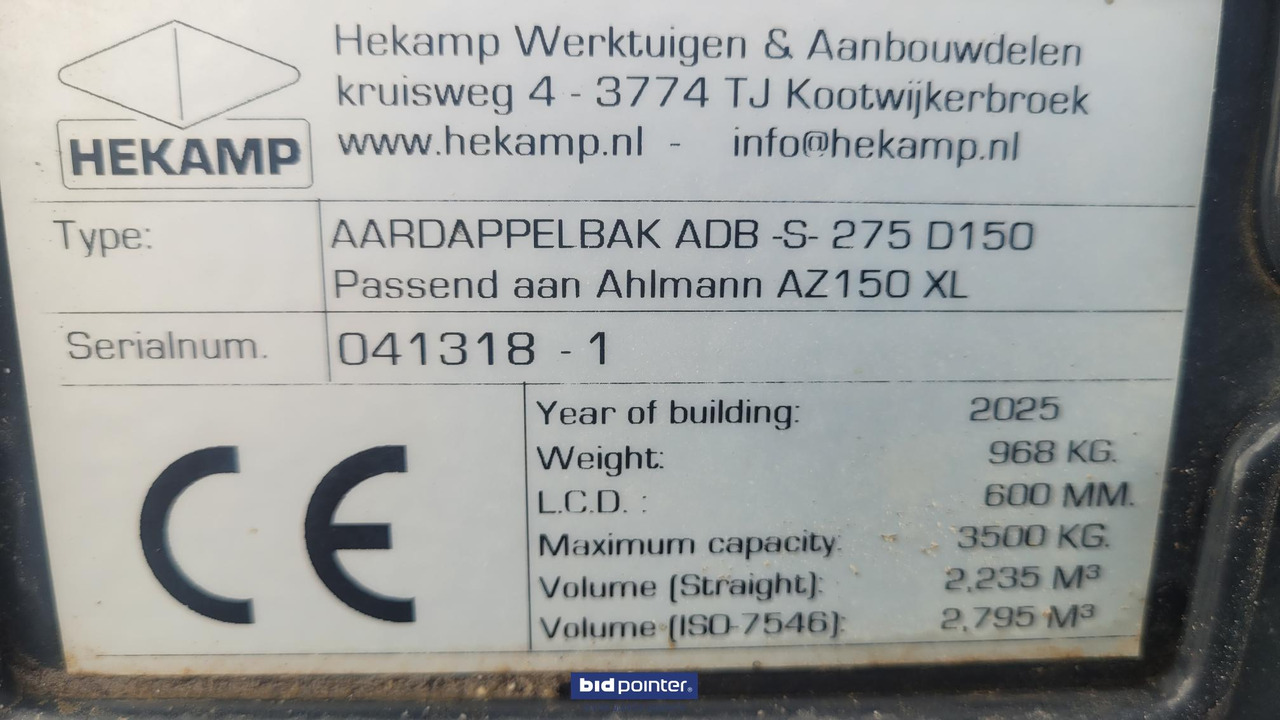 HEKAMP
Hekamp Werktuigen & Aanbouwdelen
kruisweg 4 - 3774 TJ Kootwijkerbroek
www.hekamp.nl - info@hekamp.nl
Type: AARDAPPELBAK ADB -S- 275 D150
Passend aan Ahlmann AZ150 XL
Serialnum. 041318 - 1
CE
Year of building: 2025
Weight: 968 KG.
L.C.D. : 600 MM.
Maximum capacity: 3500 KG.
Volume (Straight): 2,235 M³
Volume (ISO-7546): 2,795 M³
bidpointer.